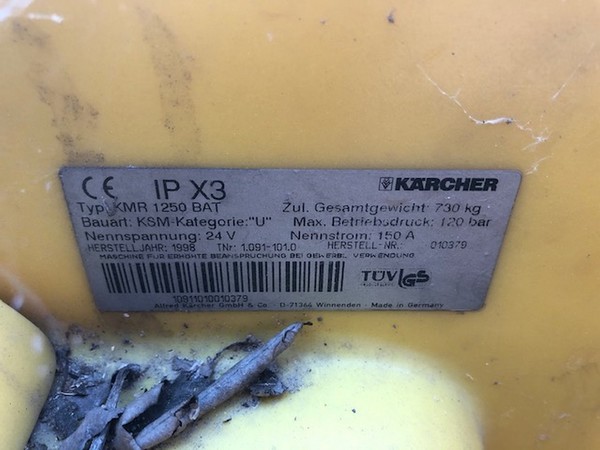 CE IP X3 KÄRCHER
Typ: KMR 1250 BAT Zul. Gesamtgewicht: 730 kg
Bauart: KSM-Kategorie:"U" Max. Betriebsdruck: 120 bar
Nennspannung: 24 V Nennstrom: 150 A
HERSTELLJAHR: 1998 TNr: 1.091-101.0 HERSTELL-NR.: 010379
MASCHINE FÜR ERHÖHTE BEANSPRUCHUNG BEI GEWERBL. VERWENDUNG
TÜV GS
10911010010379
Alfred Kärcher GmbH & Co. - D-71364 Winnenden - Made in Germany